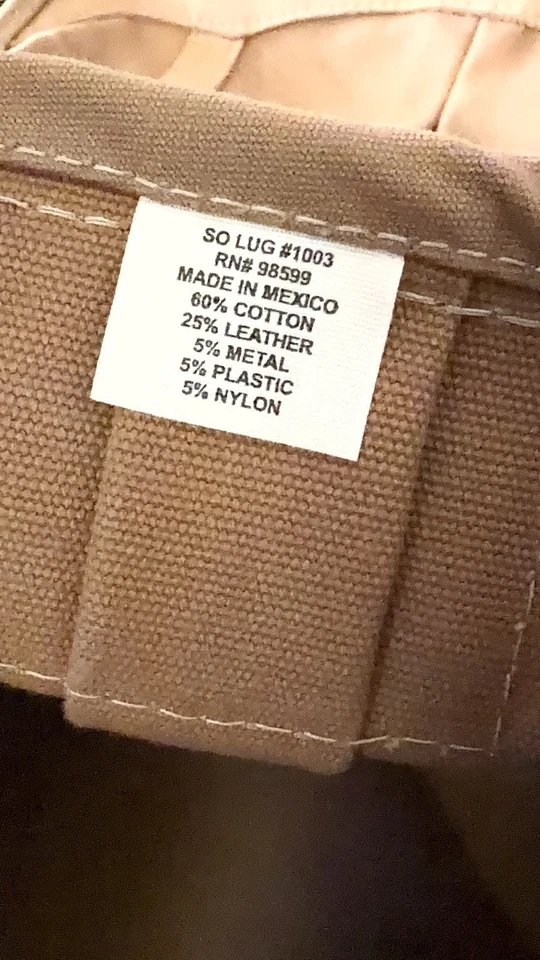 SO LUG #1003
RN# 98599
MADE IN MEXICO
60% COTTON
25% LEATHER
5% METAL
5% PLASTIC
5% NYLON